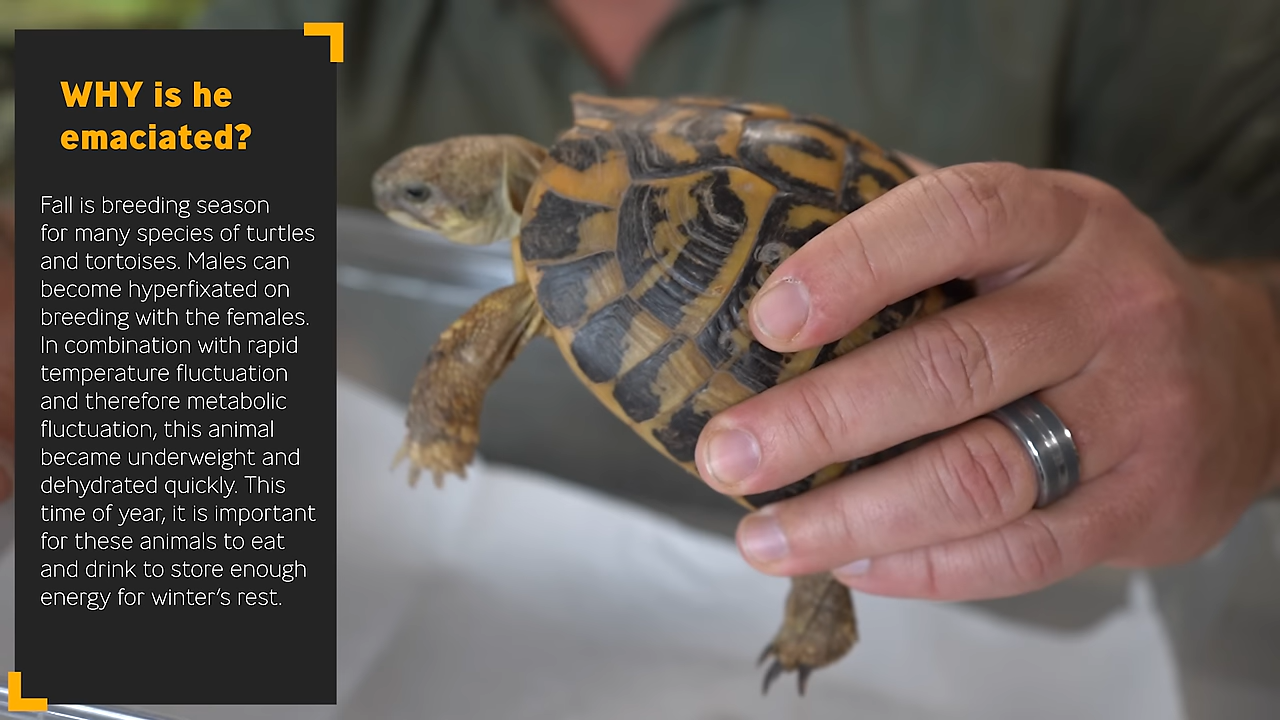 WHY is he
emaciated?
Fall is breeding season
for many species of turtles
and tortoises. Males can
become hyperfixated on
breeding with the females.
In combination with rapid
temperature fluctuation
and therefore metabolic
fluctuation, this animal
became underweight and
dehydrated quickly. This
time of year, it is important
for these animals to eat
and drink to store enough
energy for winter's rest.